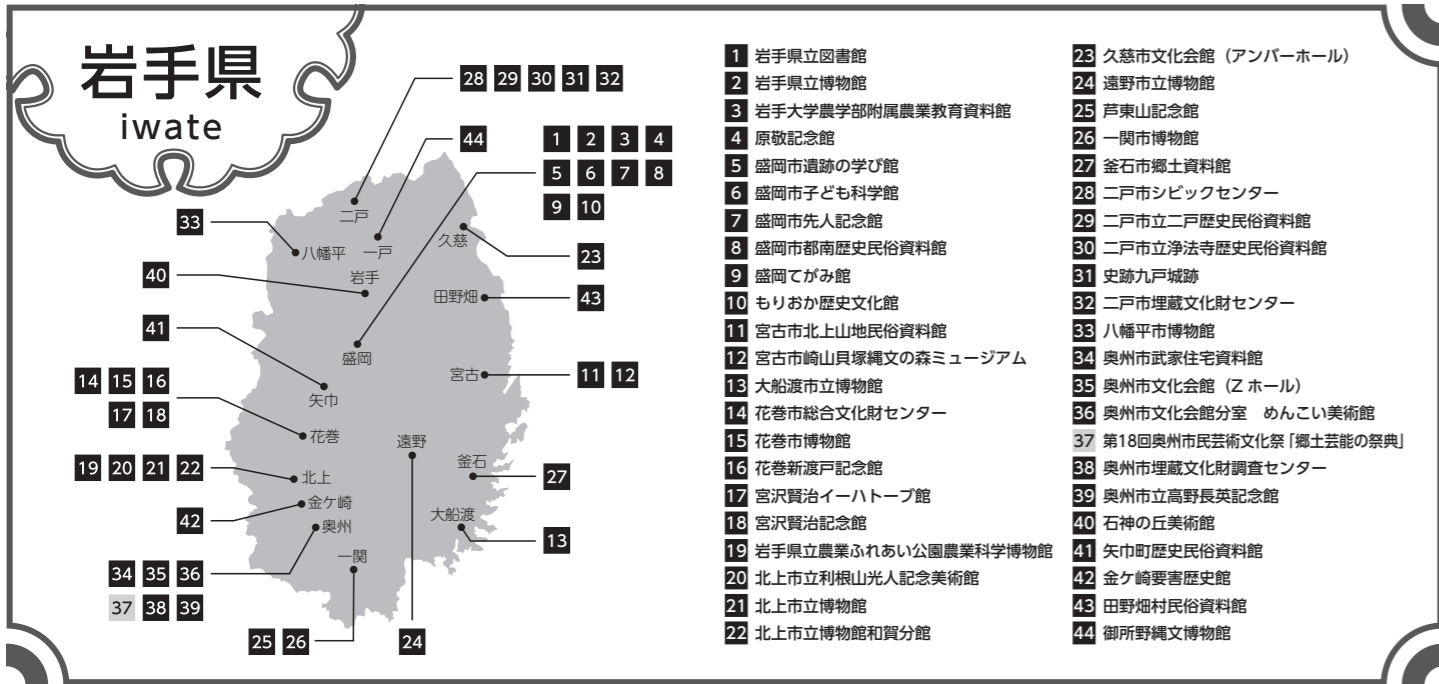 岩手県
iwate
28 29 30 31 32
44
1 2 3 4
5 6 7 8
9 10
33
二戸
八幡平
一戸
久慈
23
40
岩手
田野畑
43
41
盛岡
宮古
11 12
14 15 16
17 18
矢巾
花巻
遠野
19 20 21 22
北上
釜石
27
42
金ケ崎
奥州
大船渡
13
一関
34 35 36
37 38 39
25 26
24
1 岩手県立図書館
2 岩手県立博物館
3 岩手大学農学部附属農業教育資料館
4 原敬記念館
5 盛岡市遺跡の学び館
6 盛岡市子ども科学館
7 盛岡市先人記念館
8 盛岡市都南歴史民俗資料館
9 盛岡てがみ館
10 もりおか歴史文化館
11 宮古市北上山地民俗資料館
12 宮古市崎山貝塚縄文の森ミュージアム
13 大船渡市立博物館
14 花巻市総合文化財センター
15 花巻市博物館
16 花巻新渡戸記念館
17 宮沢賢治イーハトーブ館
18 宮沢賢治記念館
19 岩手県立農業ふれあい公園農業科学博物館
20 北上市立利根山光人記念美術館
21 北上市立博物館
22 北上市立博物館和賀分館
23 久慈市文化会館（アンバーホール）
24 遠野市立博物館
25 芦東山記念館
26 一関市博物館
27 釜石市郷土資料館
28 二戸市シビックセンター
29 二戸市立二戸歴史民俗資料館
30 二戸市立浄法寺歴史民俗資料館
31 史跡九戸城跡
32 二戸市埋蔵文化財センター
33 八幡平市博物館
34 奥州市武家住宅資料館
35 奥州市文化会館（Z ホール）
36 奥州市文化会館分室　めんこい美術館
37 第18回奥州市民芸術文化祭「郷土芸能の祭典」
38 奥州市埋蔵文化財調査センター
39 奥州市立高野長英記念館
40 石神の丘美術館
41 矢巾町歴史民俗資料館
42 金ケ崎要害歴史館
43 田野畑村民俗資料館
44 御所野縄文博物館